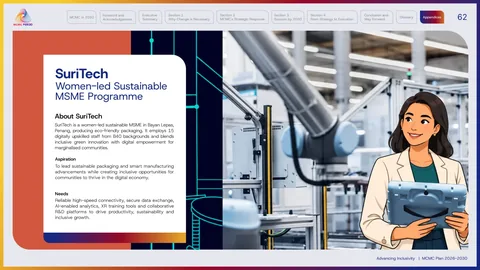 Executive Summary
Glossary
Appendices
62
SuriTech
Women-led Sustainable
MSME Programme
About SuriTech
SuriTech is a women-led sustainable MSME in Bayan Lepas,
Penang, producing eco-friendly packaging. It employs 15
digitally upskilled staff from B40 backgrounds and blends
inclusive green innovation with digital empowerment for
marginalised communities.
Aspiration
To lead sustainable packaging and smart manufacturing
advancements while creating inclusive opportunities for
communities to thrive in the digital economy.
Needs
Reliable high-speed connectivity, secure data exchange,
AI-enabled analytics, XR training tools and collaborative
R&D platforms to drive productivity, sustainability and
inclusive growth.
Advancing Inclusivity | MCMC Plan 2026-2030